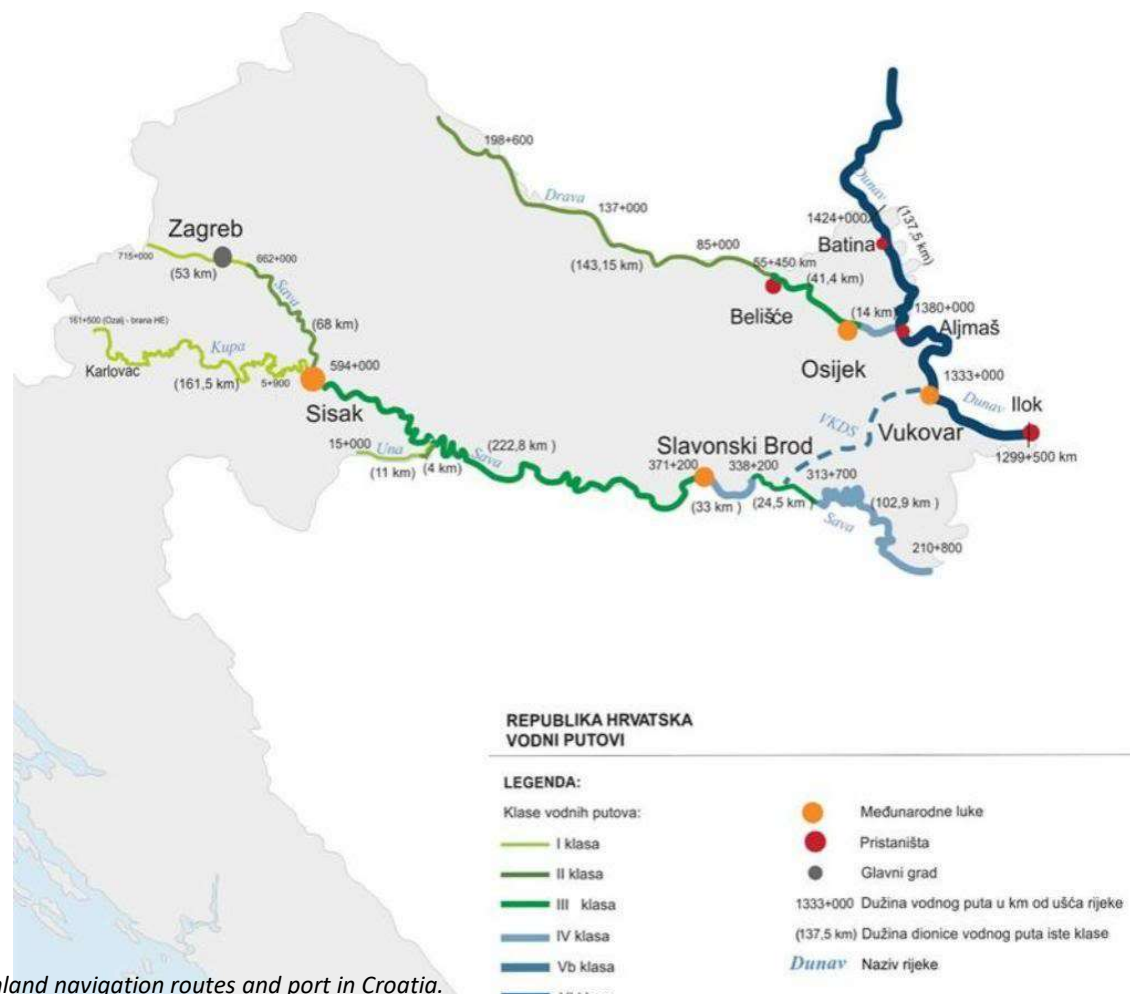 198+600
Dunav
Drava
137+000
1424+000
(137,5 km)
Zagreb
Batina
715+000
(53 km)
662+000
85+000
(143,15 km)
55+450 km
(41,4 km)
Sava
Belišće
(14 km)
1380+000
161+500 (Ozalj - brana HE)
(68 km)
Aljmaš
Kupa
Karlovac
594+000
Osijek
(161,5 km)
5+900
1333+000
Sisak
Dunav
Ilok
VKDS
Vukovar
15+000
Una
(222,8 km )
Slavonski Brod
1299+500 km
(11 km)
(4 km)
Sava
371+200
338+200
313+700
(33 km )
(24,5 km )
(102,9 km )
Sava
210+800
REPUBLIKA HRVATSKA
VODNI PUTOVI
LEGENDA:
Klase vodnih putova:
I klasa
II klasa
III klasa
IV klasa
Vb klasa
Međunarodne luke
Pristaništa
Glavni grad
1333+000 Dužina vodnog puta u km od ušća rijeke
(137,5 km) Dužina dionice vodnog puta iste klase
Dunav Naziv rijeke
navigation routes and port in Croatia.